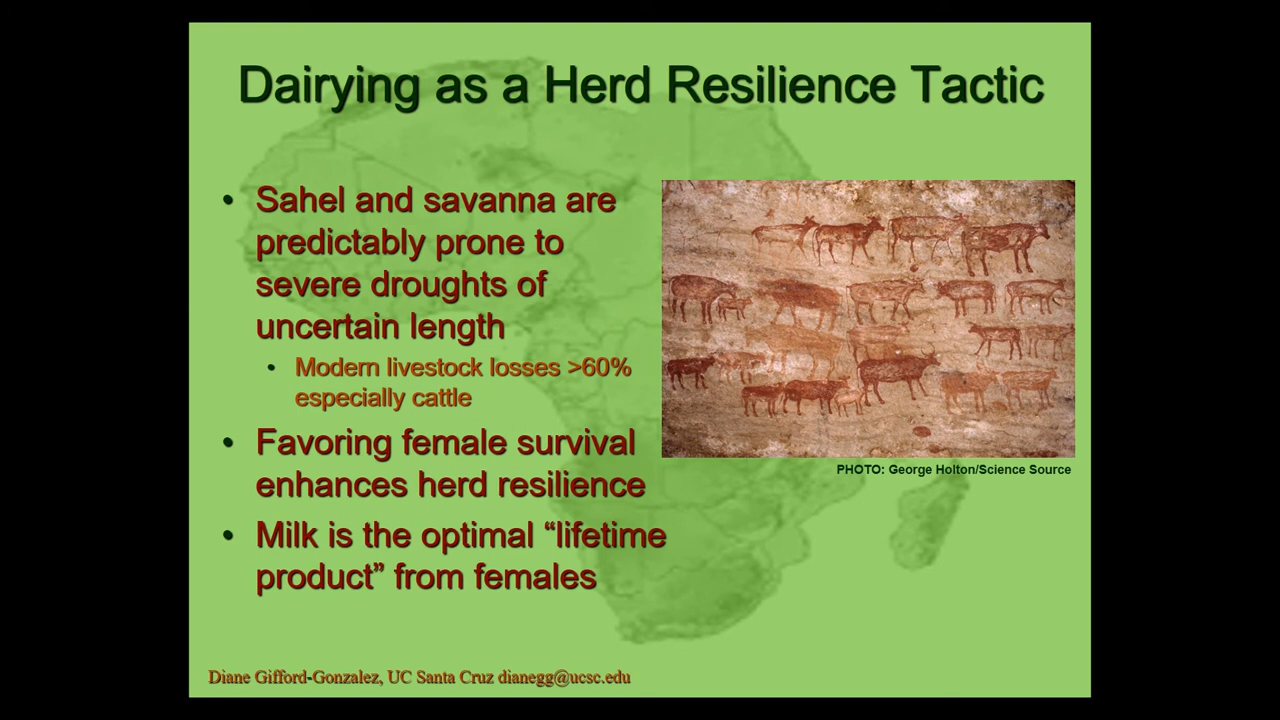 Dairying as a Herd Resilience Tactic
• Sahel and savanna are
predictably prone to
severe droughts of
uncertain length
• Modern livestock losses >60%
especially cattle
• Favoring female survival
enhances herd resilience
• Milk is the optimal “lifetime
product” from females
PHOTO: George Holton/Science Source
Diane Gifford-Gonzalez, UC Santa Cruz dianegg@ucsc.edu